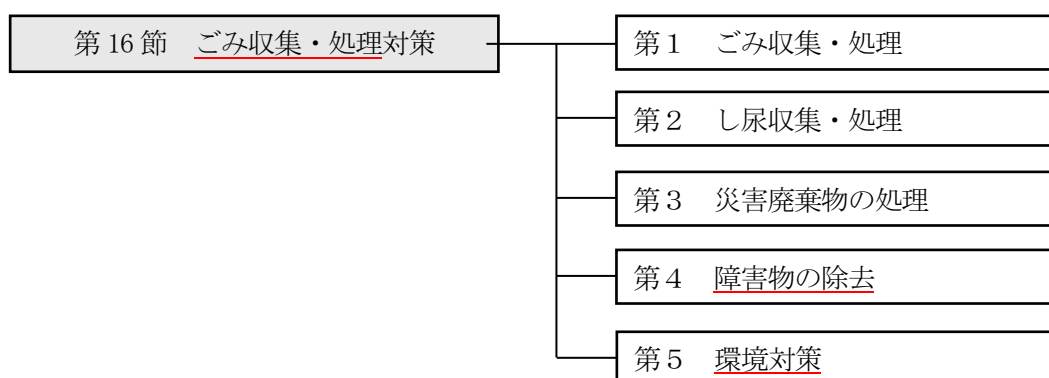 第16節 ごみ収集・処理対策
第1 ごみ収集・処理
第2 し尿収集・処理
第3 災害廃棄物の処理
第4 障害物の除去
第5 環境対策